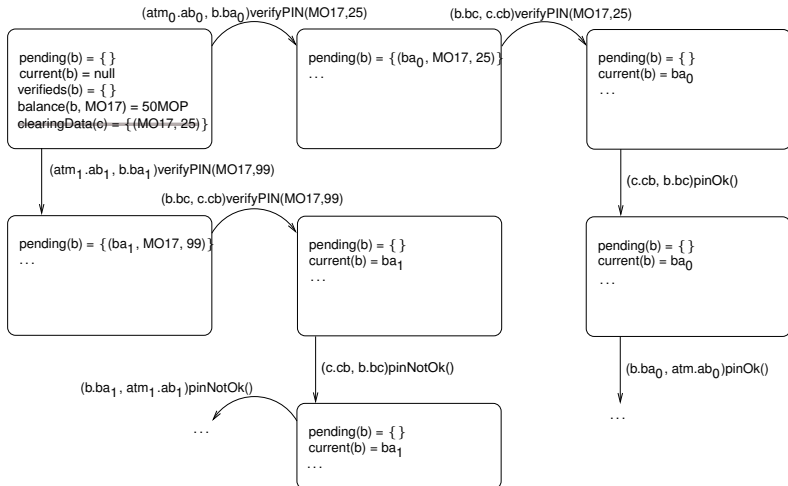 (atm0.ab0, b.ba0)verifyPIN(MO17,25)
(b.bc, c.cb)verifyPIN(MO17,25)
pending(b) = { }
current(b) = null
verifieds(b) = { }
balance(b, MO17) = 50MOP
clearingData(c) = {(MO17, 25)}
pending(b) = {(ba0, MO17, 25)}
...
pending(b) = { }
current(b) = ba0
...
(atm1.ab1, b.ba1)verifyPIN(MO17,99)
(b.bc, c.cb)verifyPIN(MO17,99)
(c.cb, b.bc)pinOk()
pending(b) = {(ba1, MO17, 99)}
...
pending(b) = { }
current(b) = ba1
...
pending(b) = { }
current(b) = ba0
...
(c.cb, b.bc)pinNotOk()
(b.ba0, atm.ab0)pinOk()
(b.ba1, atm1.ab1)pinNotOk()
...
...
pending(b) = { }
current(b) = ba1
...